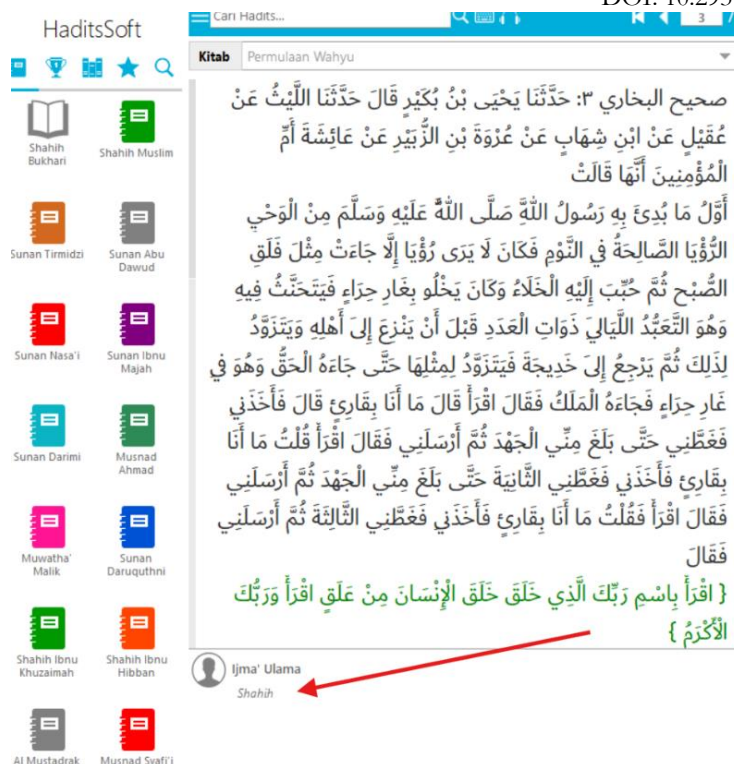 DOI: 10.293
HaditsSoft
Cari Hadits...
3
Kitab
Permulaan Wahyu
Shahih Bukhari
Shahih Muslim
Sunan Tirmidzi
Sunan Abu Dawud
Sunan Nasa'i
Sunan Ibnu Majah
Sunan Darimi
Musnad Ahmad
Muwatha' Malik
Sunan Daruquthni
Shahih Ibnu Khuzaimah
Shahih Ibnu Hibban
Al Mustadrak
Musnad Syafi'i
صحيح البخاري ٣: حَدَّثَنَا يَحْيَى بْنُ بُكَيْرٍ قَالَ حَدَّثَنَا اللَّيْثُ عَنْ
عُقَيْلٍ عَنْ ابْنِ شِهَابٍ عَنْ عُرْوَةَ بْنِ الزُّبَيْرِ عَنْ عَائِشَةَ أُمِّ
الْمُؤْمِنِينَ أَنَّهَا قَالَتْ
أَوَّلُ مَا بُدِئَ بِهِ رَسُولُ اللَّهِ صَلَّى اللَّهُ عَلَيْهِ وَسَلَّمَ مِنْ الْوَحْيِ
الرُّؤْيَا الصَّالِحَةُ فِي النَّوْمِ فَكَانَ لَا يَرَى رُؤْيَا إِلَّا جَاءَتْ مِثْلَ فَلَقِ
الصُّبْحِ ثُمَّ حُبِّبَ إِلَيْهِ الْخَلَاءُ وَكَانَ يَخْلُو بِغَارِ حِرَاءٍ فَيَتَحَنَّثُ فِيهِ
وَهُوَ التَّعَبُّدُ اللَّيَالِيَ ذَوَاتِ الْعَدَدِ قَبْلَ أَنْ يَنْزِعَ إِلَى أَهْلِهِ وَيَتَزَوَّدُ
لِذَلِكَ ثُمَّ يَرْجِعُ إِلَى خَدِيجَةَ فَيَتَزَوَّدُ لِمِثْلِهَا حَتَّى جَاءَهُ الْحَقُّ وَهُوَ فِي
غَارِ حِرَاءٍ فَجَاءَهُ الْمَلَكُ فَقَالَ اقْرَأْ قَالَ مَا أَنَا بِقَارِئٍ قَالَ فَأَخَذَنِي
فَغَطَّنِي حَتَّى بَلَغَ مِنِّي الْجَهْدَ ثُمَّ أَرْسَلَنِي فَقَالَ اقْرَأْ قُلْتُ مَا أَنَا
بِقَارِئٍ فَأَخَذَنِي فَغَطَّنِي الثَّانِيَةَ حَتَّى بَلَغَ مِنِّي الْجَهْدَ ثُمَّ أَرْسَلَنِي
فَقَالَ اقْرَأْ فَقُلْتُ مَا أَنَا بِقَارِئٍ فَأَخَذَنِي فَغَطَّنِي الثَّالِثَةَ ثُمَّ أَرْسَلَنِي
فَقَالَ
{ اقْرَأْ بِاسْمِ رَبِّكَ الَّذِي خَلَقَ خَلَقَ الْإِنْسَانَ مِنْ عَلَقٍ اقْرَأْ وَرَبُّكَ
الْأَكْرَمُ }
Ijma' Ulama
Shahih